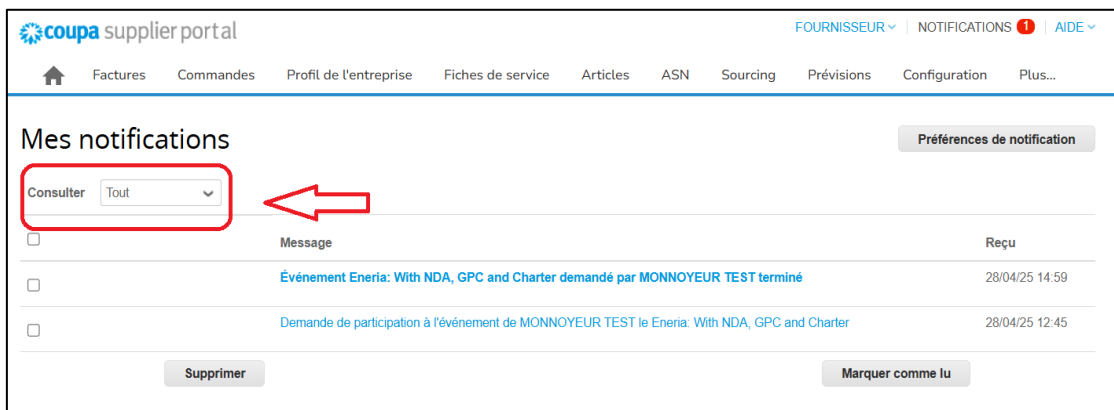 coupa supplier portal
FOURNISSEUR NOTIFICATIONS 1 AIDE
Factures Commandes Profil de l'entreprise Fiches de service Articles ASN Sourcing Prévisions Configuration Plus...
Mes notifications
Préférences de notification
Consulter Tout
Message Reçu
Événement Eneria: With NDA, GPC and Charter demandé par MONNOYEUR TEST terminé 28/04/25 14:59
Demande de participation à l'événement de MONNOYEUR TEST le Eneria: With NDA, GPC and Charter 28/04/25 12:45
Supprimer Marquer comme lu